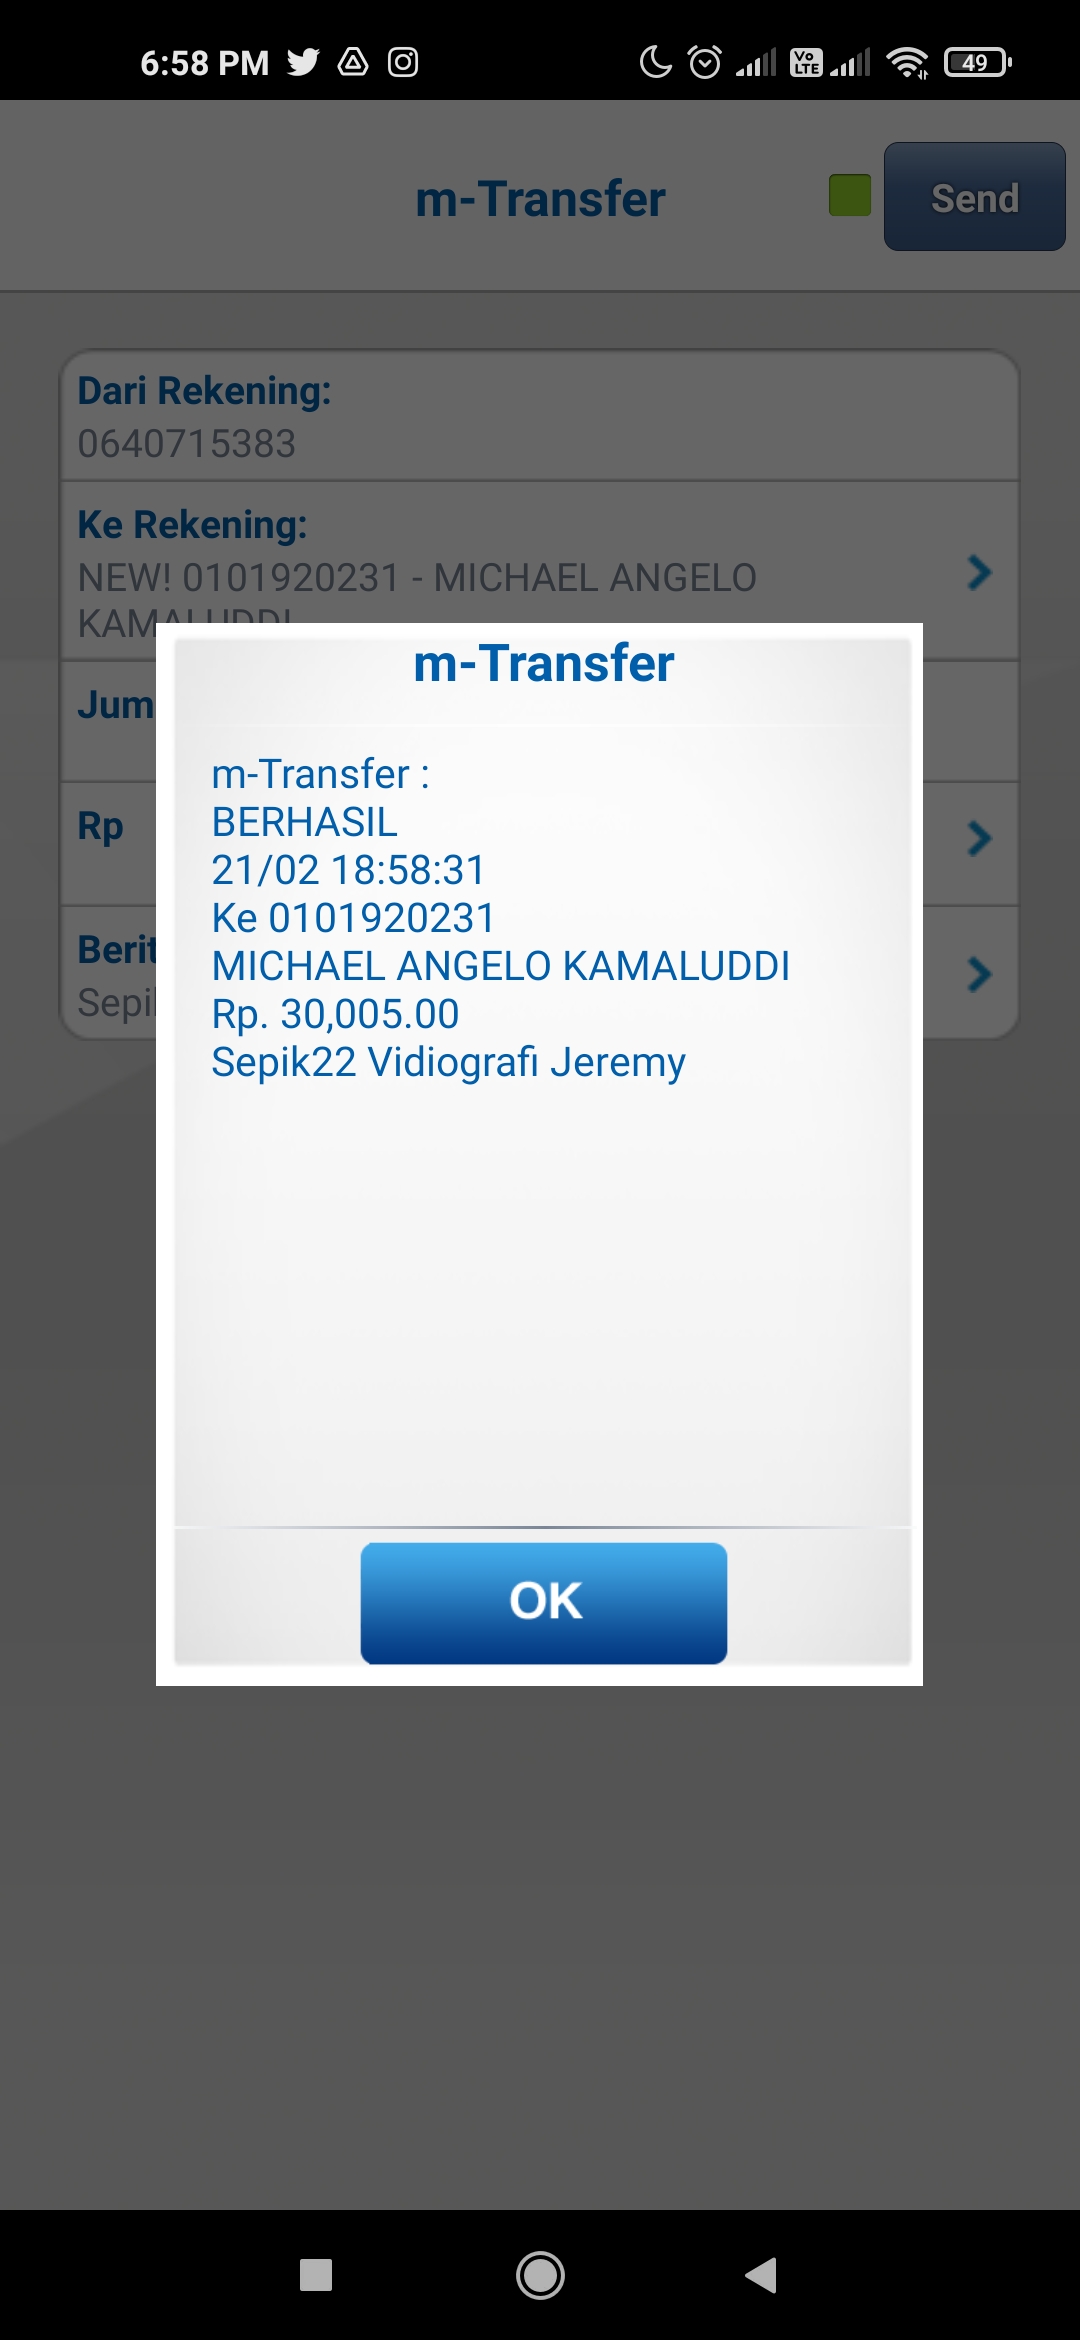 6:58 PM
Vo LTE
49
m-Transfer
Send
Dari Rekening:
0640715383
Ke Rekening:
NEW! 0101920231 - MICHAEL ANGELO
KAMALUDDI
Jum
Rp
Berit
Sepi
m-Transfer
m-Transfer :
BERHASIL
21/02 18:58:31
Ke 0101920231
MICHAEL ANGELO KAMALUDDI
Rp. 30,005.00
Sepik22 Vidiografi Jeremy
OK